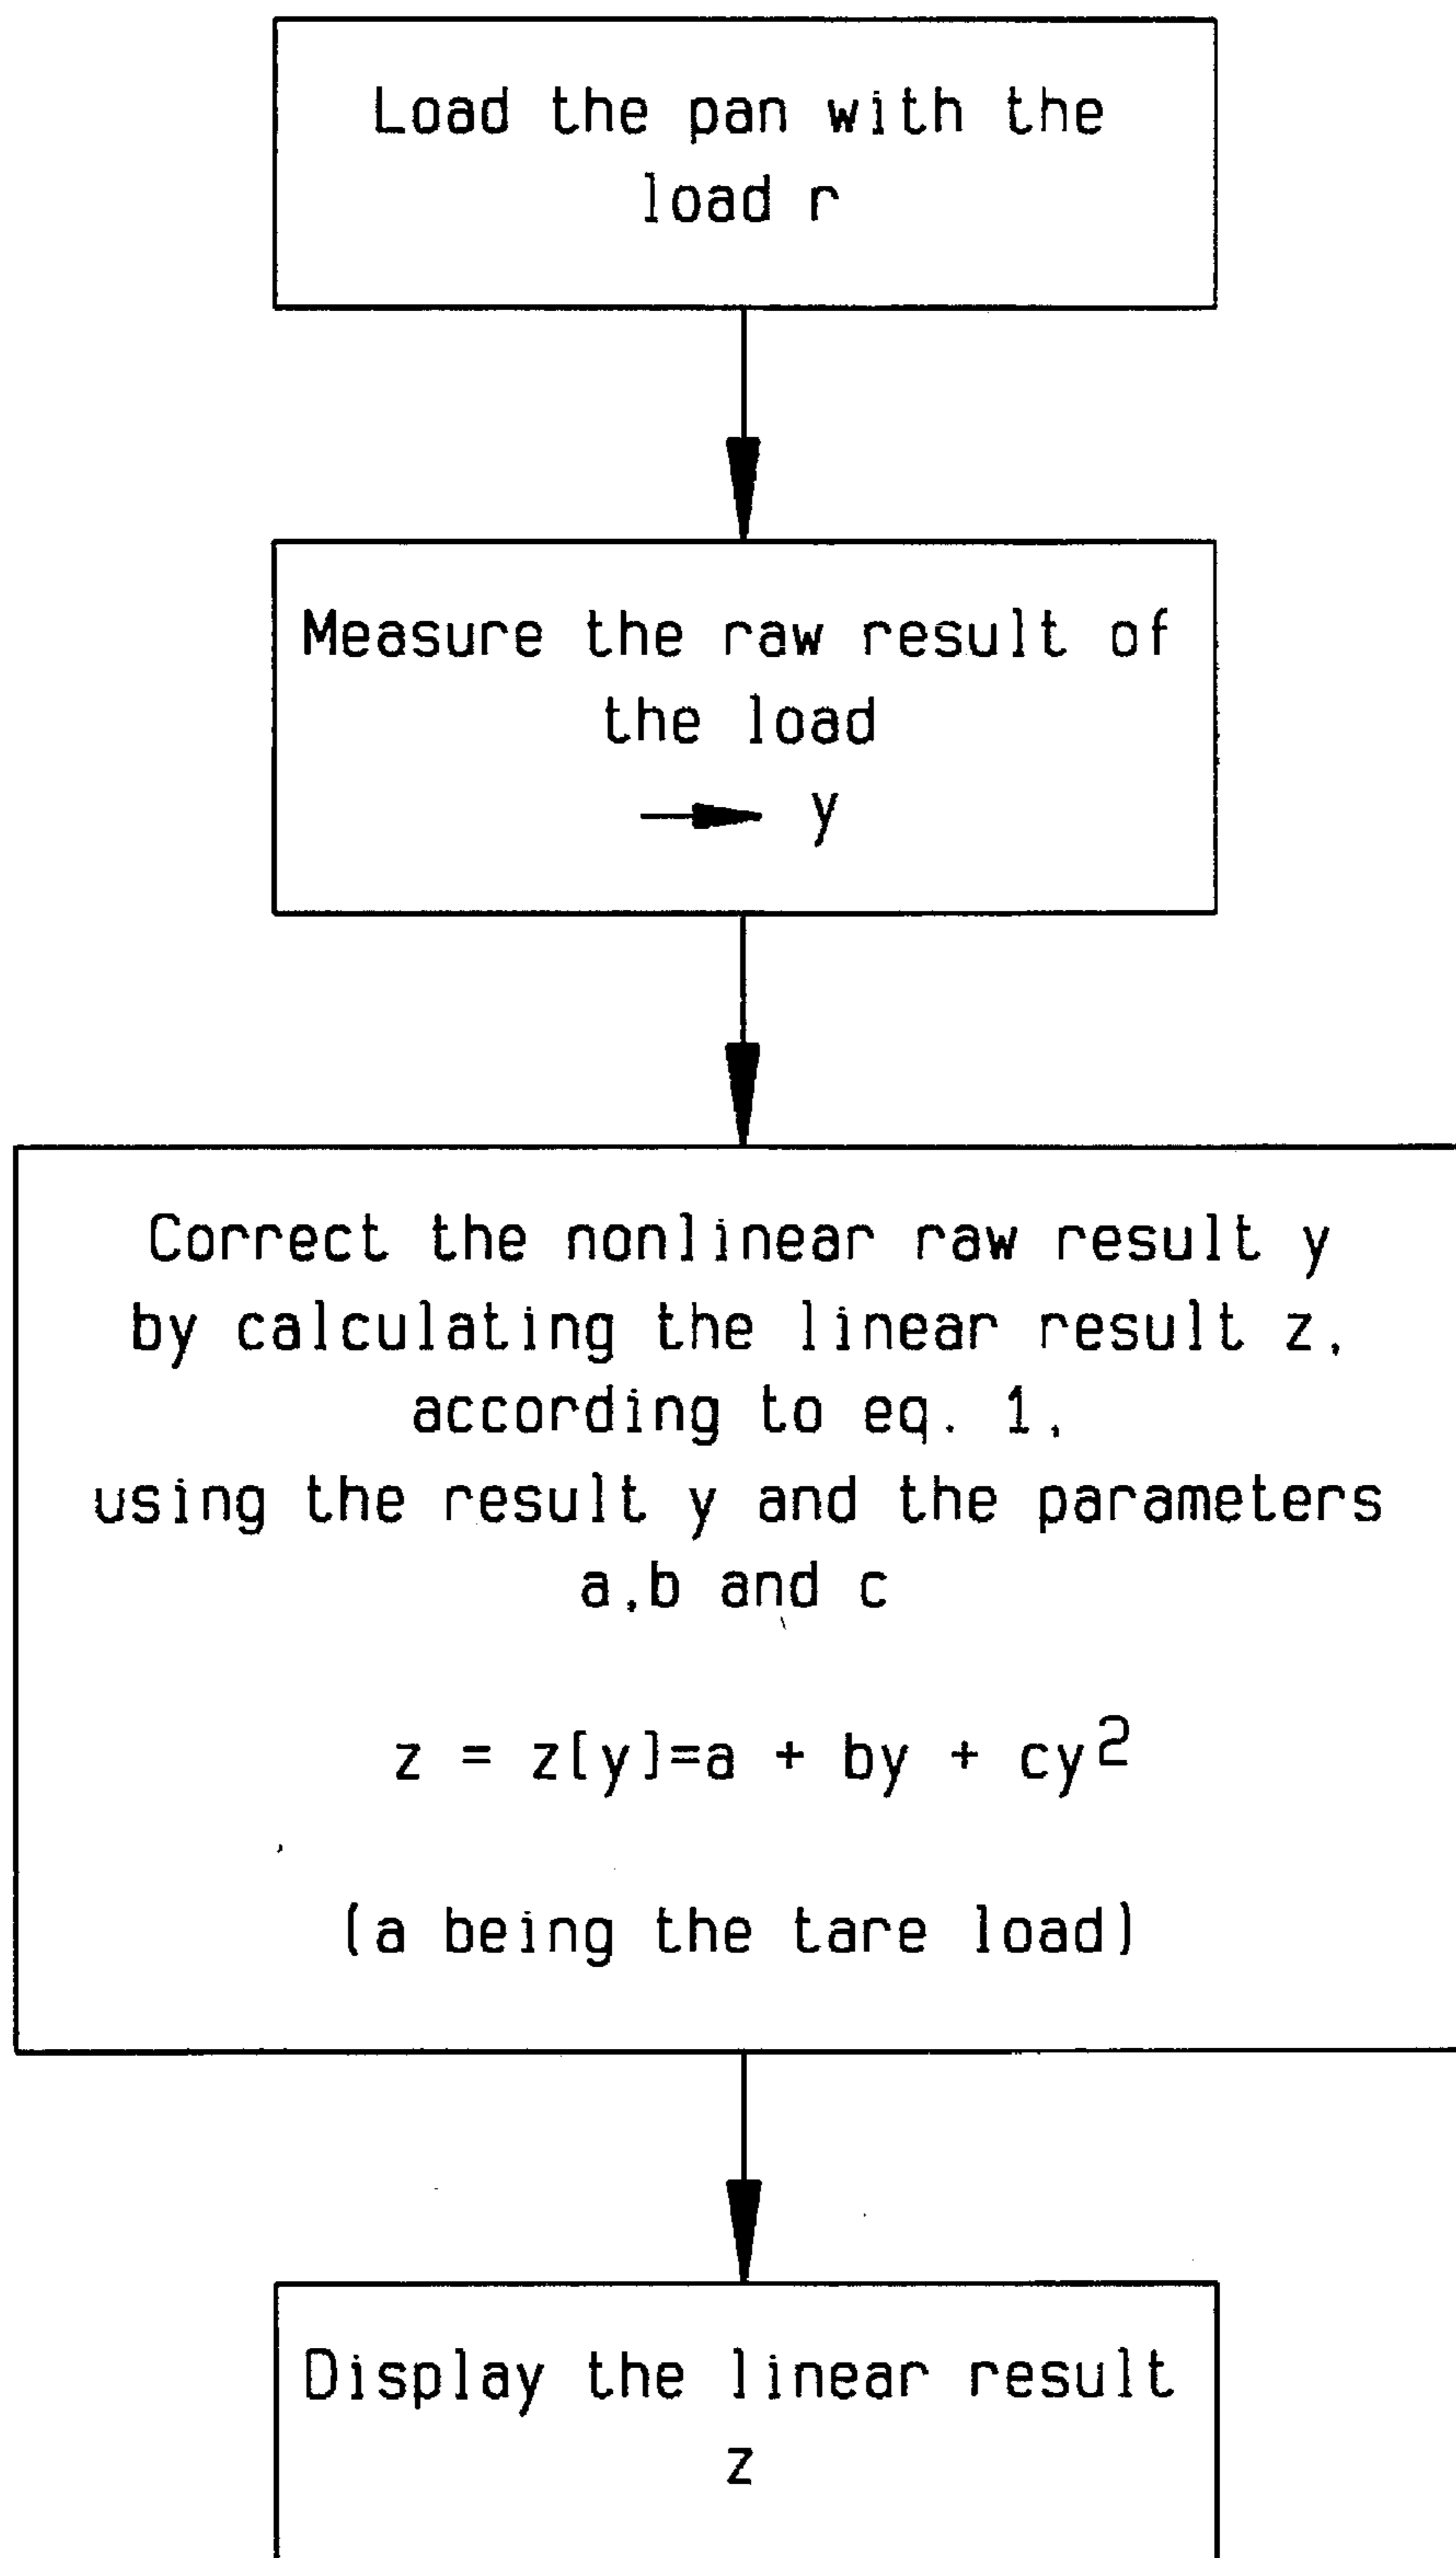 Load the pan with the
load r
Measure the raw result of
the load
→ y
Correct the nonlinear raw result y
by calculating the linear result z,
according to eq. 1,
using the result y and the parameters
a,b and c
z = z(y)=a + by + cy²
(a being the tare load)
Display the linear result
z